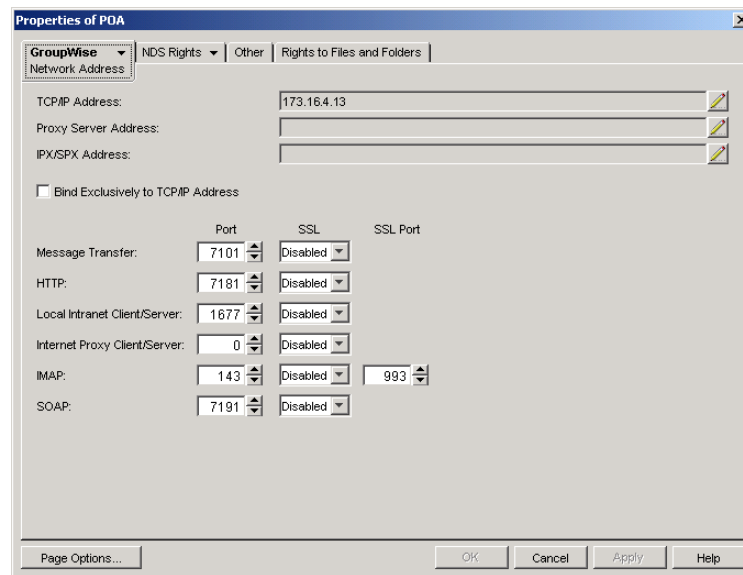 Properties of POA
GroupWise NDS Rights Other Rights to Files and Folders
Network Address
TCP/IP Address: 173.16.4.13
Proxy Server Address:
IPX/SPX Address:
Bind Exclusively to TCP/IP Address
Port SSL SSL Port
Message Transfer: 7101 Disabled
HTTP: 7181 Disabled
Local Intranet Client/Server: 1677 Disabled
Internet Proxy Client/Server: 0 Disabled
IMAP: 143 Disabled 993
SOAP: 7191 Disabled
Page Options... OK Cancel Apply Help